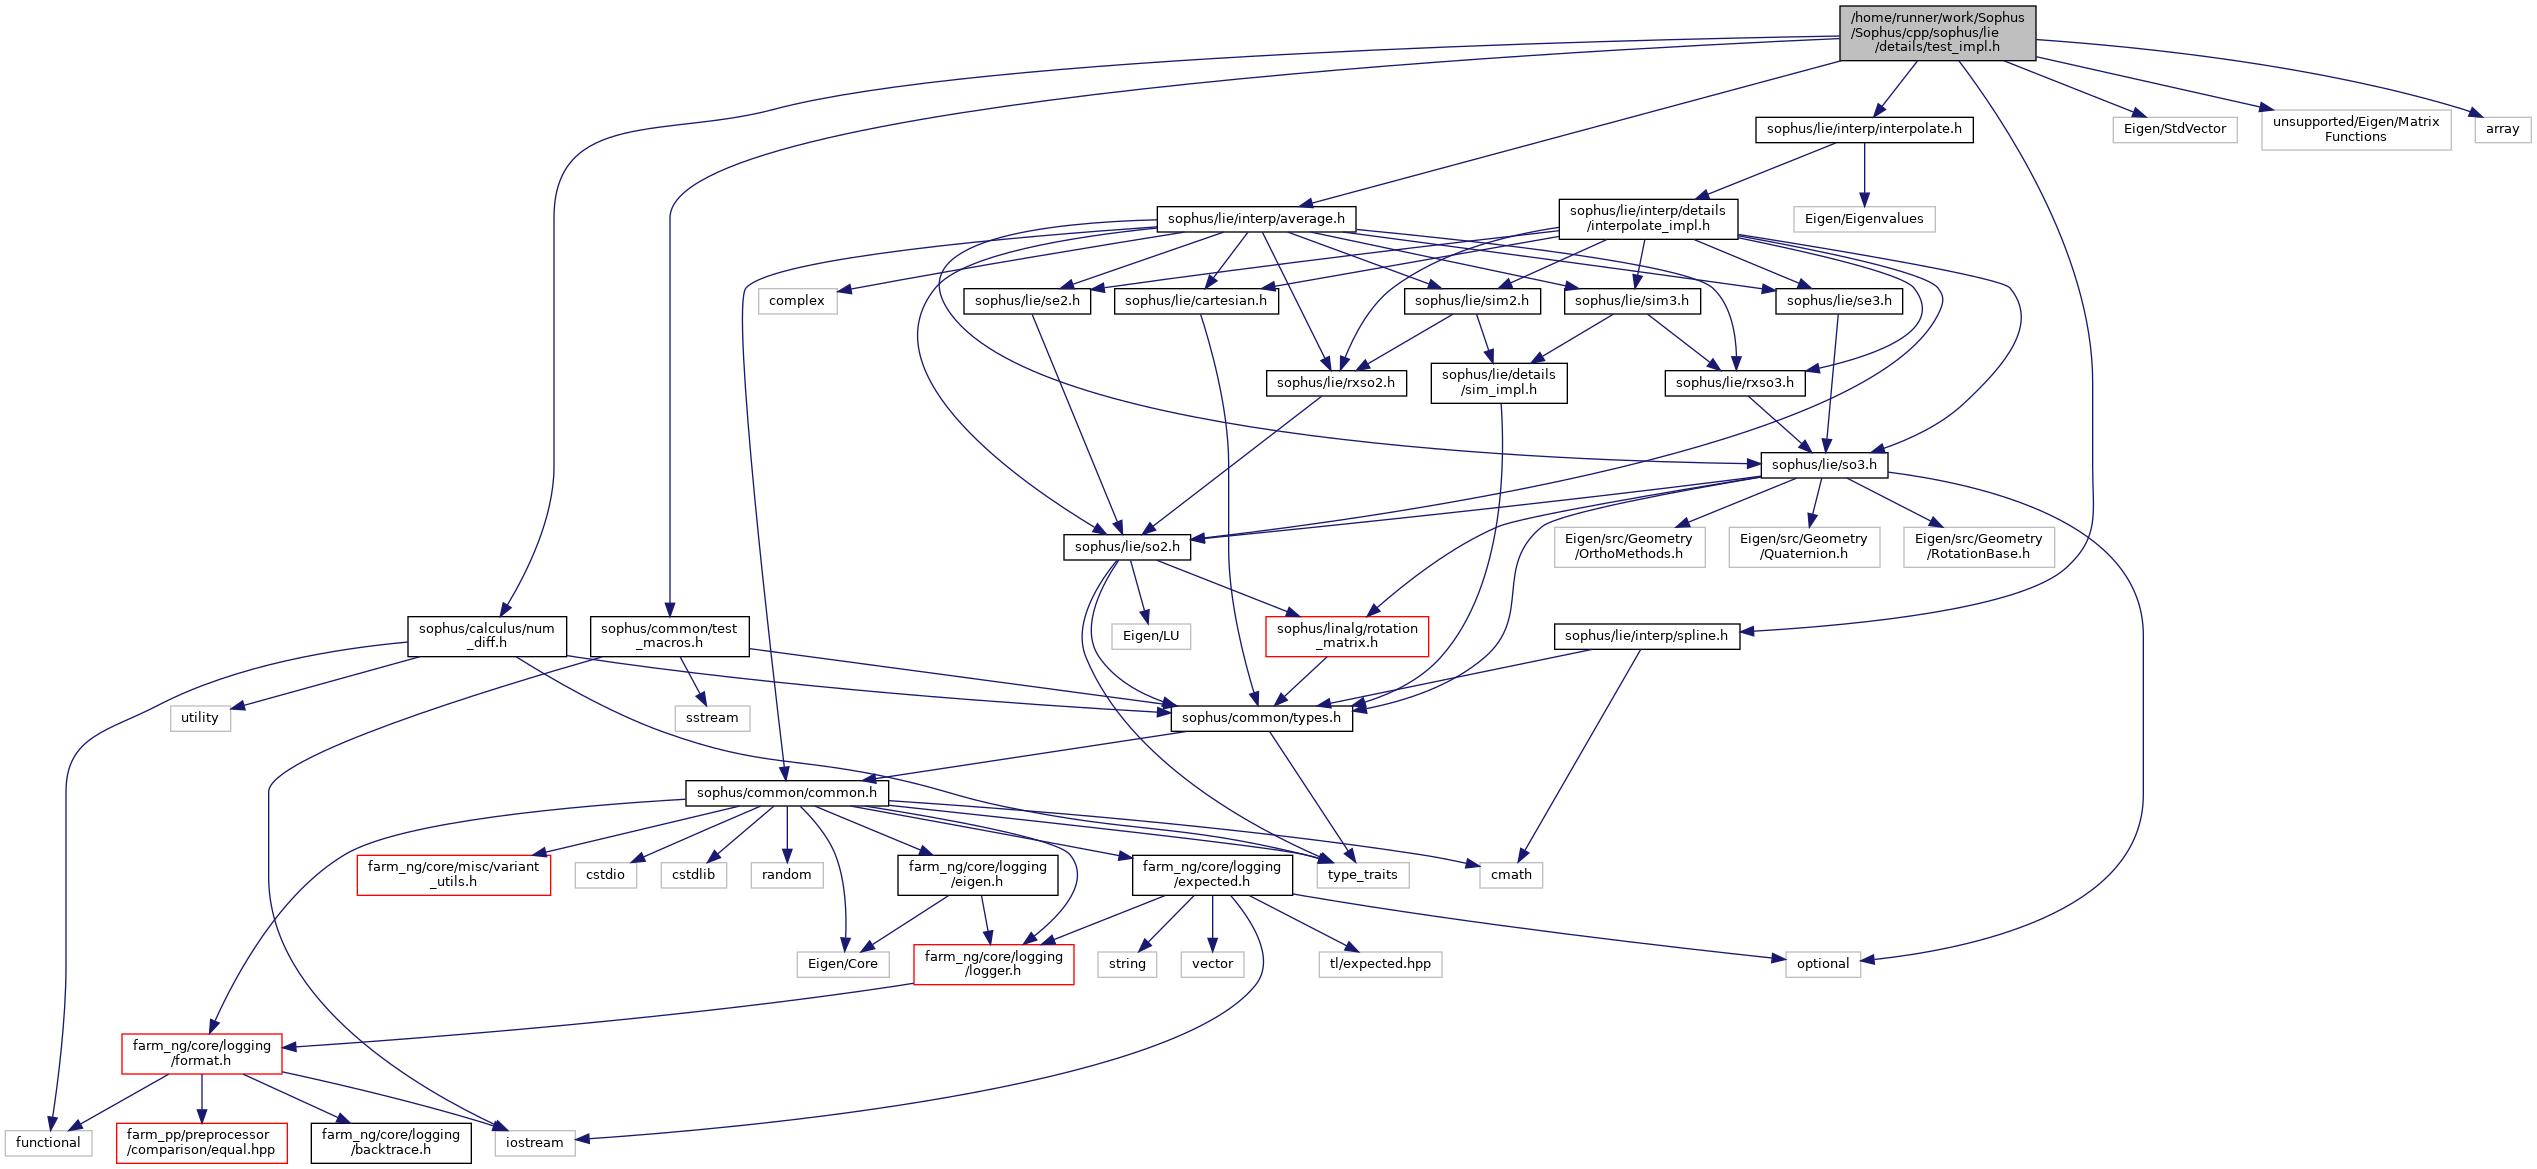 /home/runner/work/Sophus
/Sophus/cpp/sophus/lie
/details/test_impl.h
sophus/lie/interp/interpolate.h
Eigen/StdVector
unsupported/Eigen/Matrix
Functions
array
sophus/lie/interp/average.h
sophus/lie/interp/details
/interpolate_impl.h
Eigen/Eigenvalues
complex
sophus/lie/se2.h
sophus/lie/cartesian.h
sophus/lie/sim2.h
sophus/lie/sim3.h
sophus/lie/se3.h
sophus/lie/rxso2.h
sophus/lie/details
/sim_impl.h
sophus/lie/rxso3.h
sophus/lie/so3.h
sophus/lie/so2.h
Eigen/src/Geometry
/OrthoMethods.h
Eigen/src/Geometry
/Quaternion.h
Eigen/src/Geometry
/RotationBase.h
sophus/calculus/num
_diff.h
sophus/common/test
_macros.h
Eigen/LU
sophus/linalg/rotation
_matrix.h
sophus/lie/interp/spline.h
utility
sstream
sophus/common/types.h
sophus/common/common.h
farm_ng/core/misc/variant
_utils.h
cstdio
cstdlib
random
farm_ng/core/logging
/eigen.h
farm_ng/core/logging
/expected.h
type_traits
cmath
Eigen/Core
farm_ng/core/logging
/logger.h
string
vector
tl/expected.hpp
optional
farm_ng/core/logging
/format.h
functional
farm_pp/preprocessor
/comparison/equal.hpp
farm_ng/core/logging
/backtrace.h
iostream